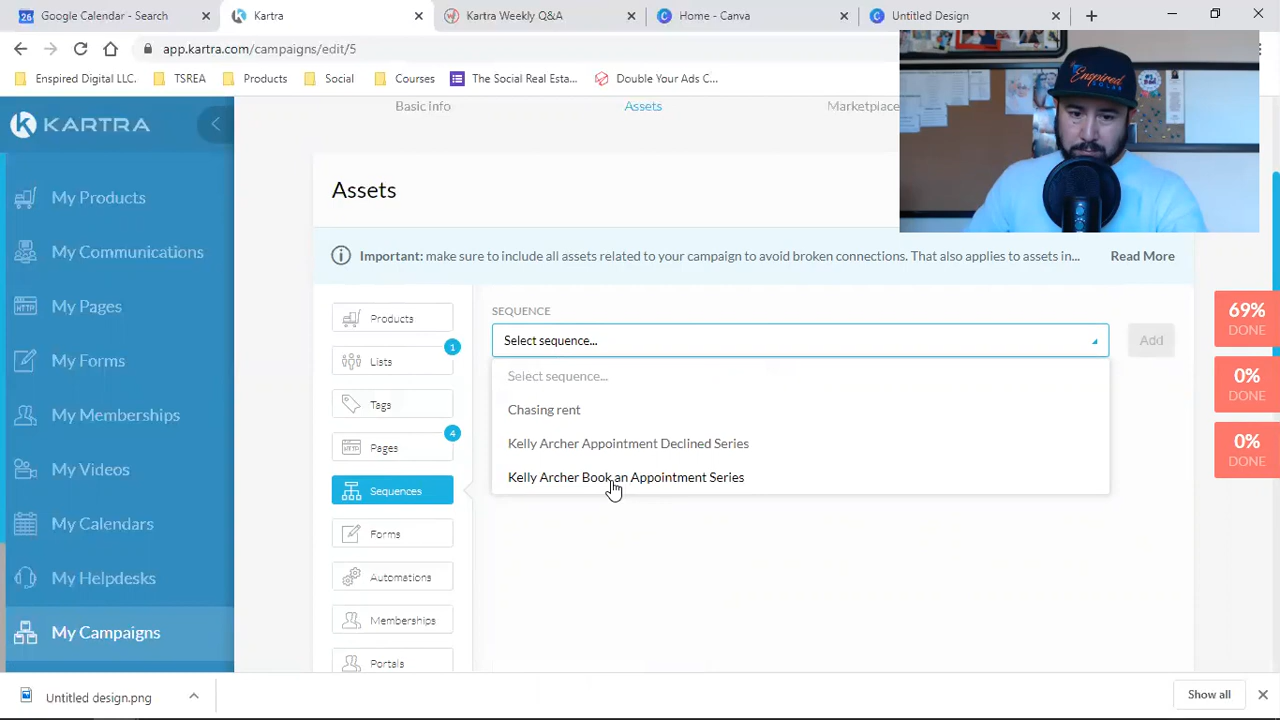 26 Google Calendar - Search
Kartra
Kartra Weekly Q&A
Home - Canva
Untitled Design
app.kartra.com/campaigns/edit/5
Enspired Digital LLC.
TSREA
Products
Courses
The Social Real Esta...
Double Your Ads C...
KARTRA
My Products
My Communications
My Pages
My Forms
My Memberships
My Videos
My Calendars
My Helpdesks
My Campaigns
Basic info
Assets
Marketplace
Enspired
SOLAR
Assets
Important: make sure to include all assets related to your campaign to avoid broken connections. That also applies to assets in...
Read More
Products
Lists
1
Tags
Pages
4
Sequences
Forms
Automations
Memberships
Portals
SEQUENCE
Select sequence...
Add
Select sequence...
Chasing rent
Kelly Archer Appointment Declined Series
Kelly Archer Book an Appointment Series
69%
DONE
0%
DONE
0%
DONE
Untitled design.png
Show all